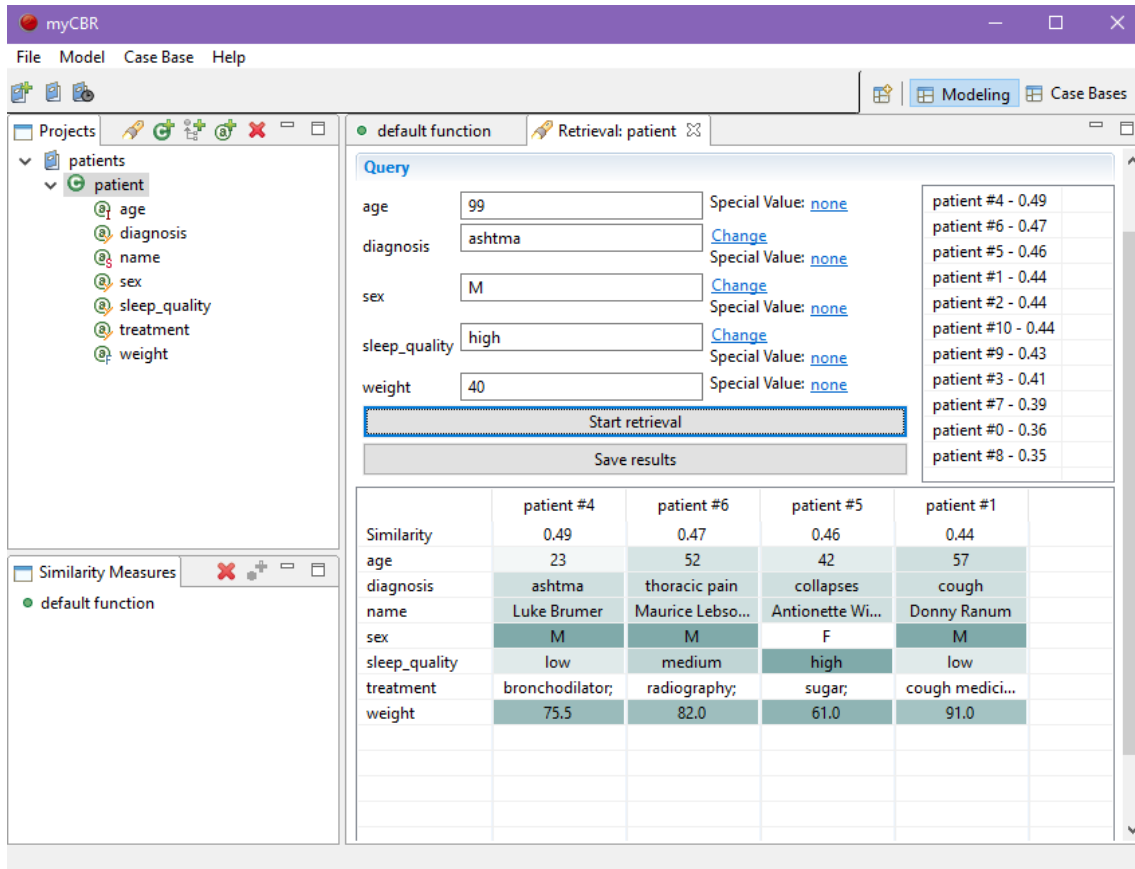 myCBR
File Model Case Base Help
Modeling Case Bases
Projects
patients
patient
age
diagnosis
name
sex
sleep_quality
treatment
weight
Similarity Measures
default function
default function Retrieval: patient
Query
age 99 Special Value: none
diagnosis ashtma Change
Special Value: none
sex M Change
Special Value: none
sleep_quality high Change
Special Value: none
weight 40 Special Value: none
Start retrieval
Save results
patient #4 - 0.49
patient #6 - 0.47
patient #5 - 0.46
patient #1 - 0.44
patient #2 - 0.44
patient #10 - 0.44
patient #9 - 0.43
patient #3 - 0.41
patient #7 - 0.39
patient #0 - 0.36
patient #8 - 0.35
patient #4 patient #6 patient #5 patient #1
Similarity 0.49 0.47 0.46 0.44
age 23 52 42 57
diagnosis ashtma thoracic pain collapses cough
name Luke Brumer Maurice Lebso... Antionette Wi... Donny Ranum
sex M M F M
sleep_quality low medium high low
treatment bronchodilator; radiography; sugar; cough medici...
weight 75.5 82.0 61.0 91.0